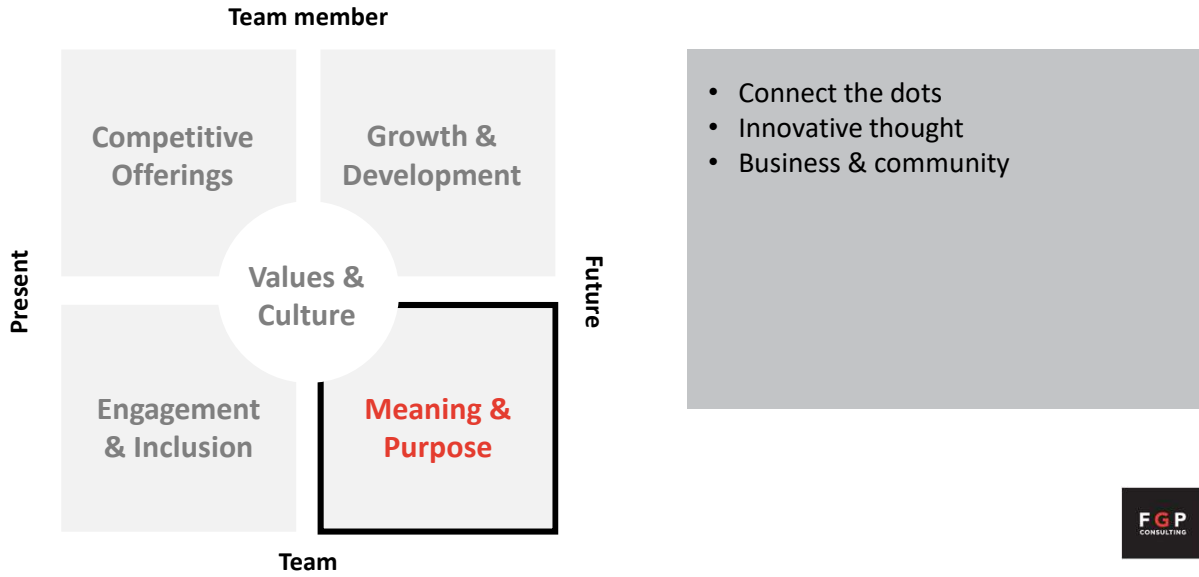 Team member
Competitive
Offerings
Growth &
Development
Present
Values &
Culture
Future
Engagement
& Inclusion
Meaning &
Purpose
Team
• Connect the dots
• Innovative thought
• Business & community
FGP
CONSULTING